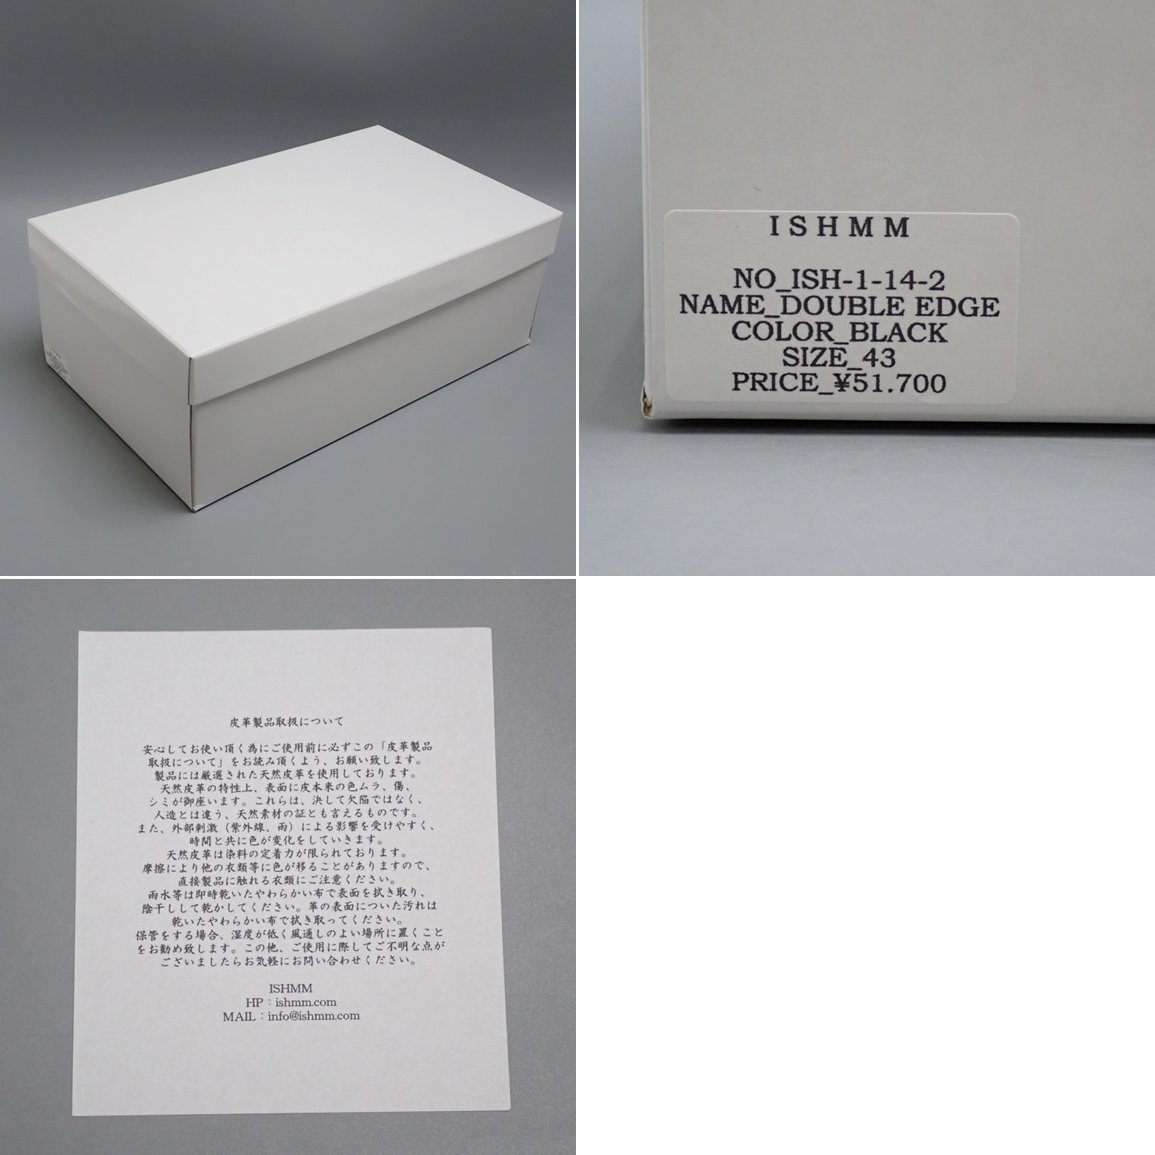 ISHMM
NO_ISH-1-14-2
NAME_DOUBLE EDGE
COLOR_BLACK
SIZE_43
PRICE_¥51.700
皮革製品取扱について
安心してお使い頂く為にご使用前に必ずこの「皮革製品
取扱について」をお読み頂くよう、お願い致します。
製品には厳選された天然皮革を使用しております。
天然皮革の特性上、表面に皮本来の色ムラ、傷、
シミが御座います。これらは、決して欠陥ではなく、
人造とは違う、天然素材の証とも言えるものです。
また、外部刺激（紫外線、雨）による影響を受けやすく、
時間と共に色が変化をしていきます。
天然皮革は染料の定着力が限られております。
摩擦により他の衣類等に色が移ることがありますので、
直接製品に触れる衣類にご注意ください。
雨水等は即時乾いたやわらかい布で表面を拭き取り、
陰干しして乾かしてください。革の表面についた汚れは
乾いたやわらかい布で拭き取ってください。
保管をする場合、湿度が低く風通しのよい場所に置くこと
をお勧め致します。この他、ご使用に際してご不明な点が
ございましたらお気軽にお問い合わせください。
ISHMM
HP：ishmm.com
MAIL：info@ishmm.com